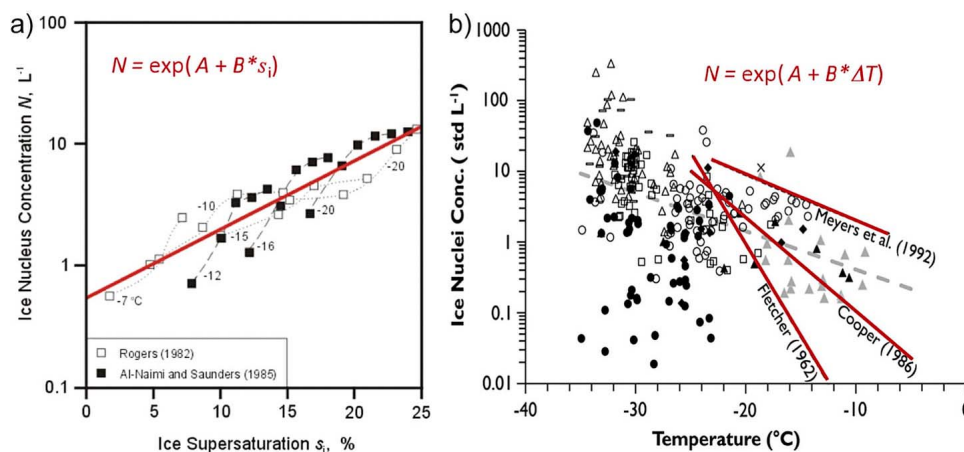 a)
N = exp(A + B*sᵢ)
Ice Nucleus Concentration N, L⁻¹
100
10
1
0.1
-7 °C
-10
-12
-15
-16
-20
-20
Rogers (1982)
Al-Naimi and Saunders (1985)
0 5 10 15 20 25
Ice Supersaturation sᵢ, %
b)
N = exp(A + B*ΔT)
Ice Nuclei Conc. ( std L⁻¹)
100
10
1
0.1
0.01
Meyers et al. (1992)
Cooper (1986)
Fletcher (1962)
-40 -30 -20 -10 0
Temperature (°C)